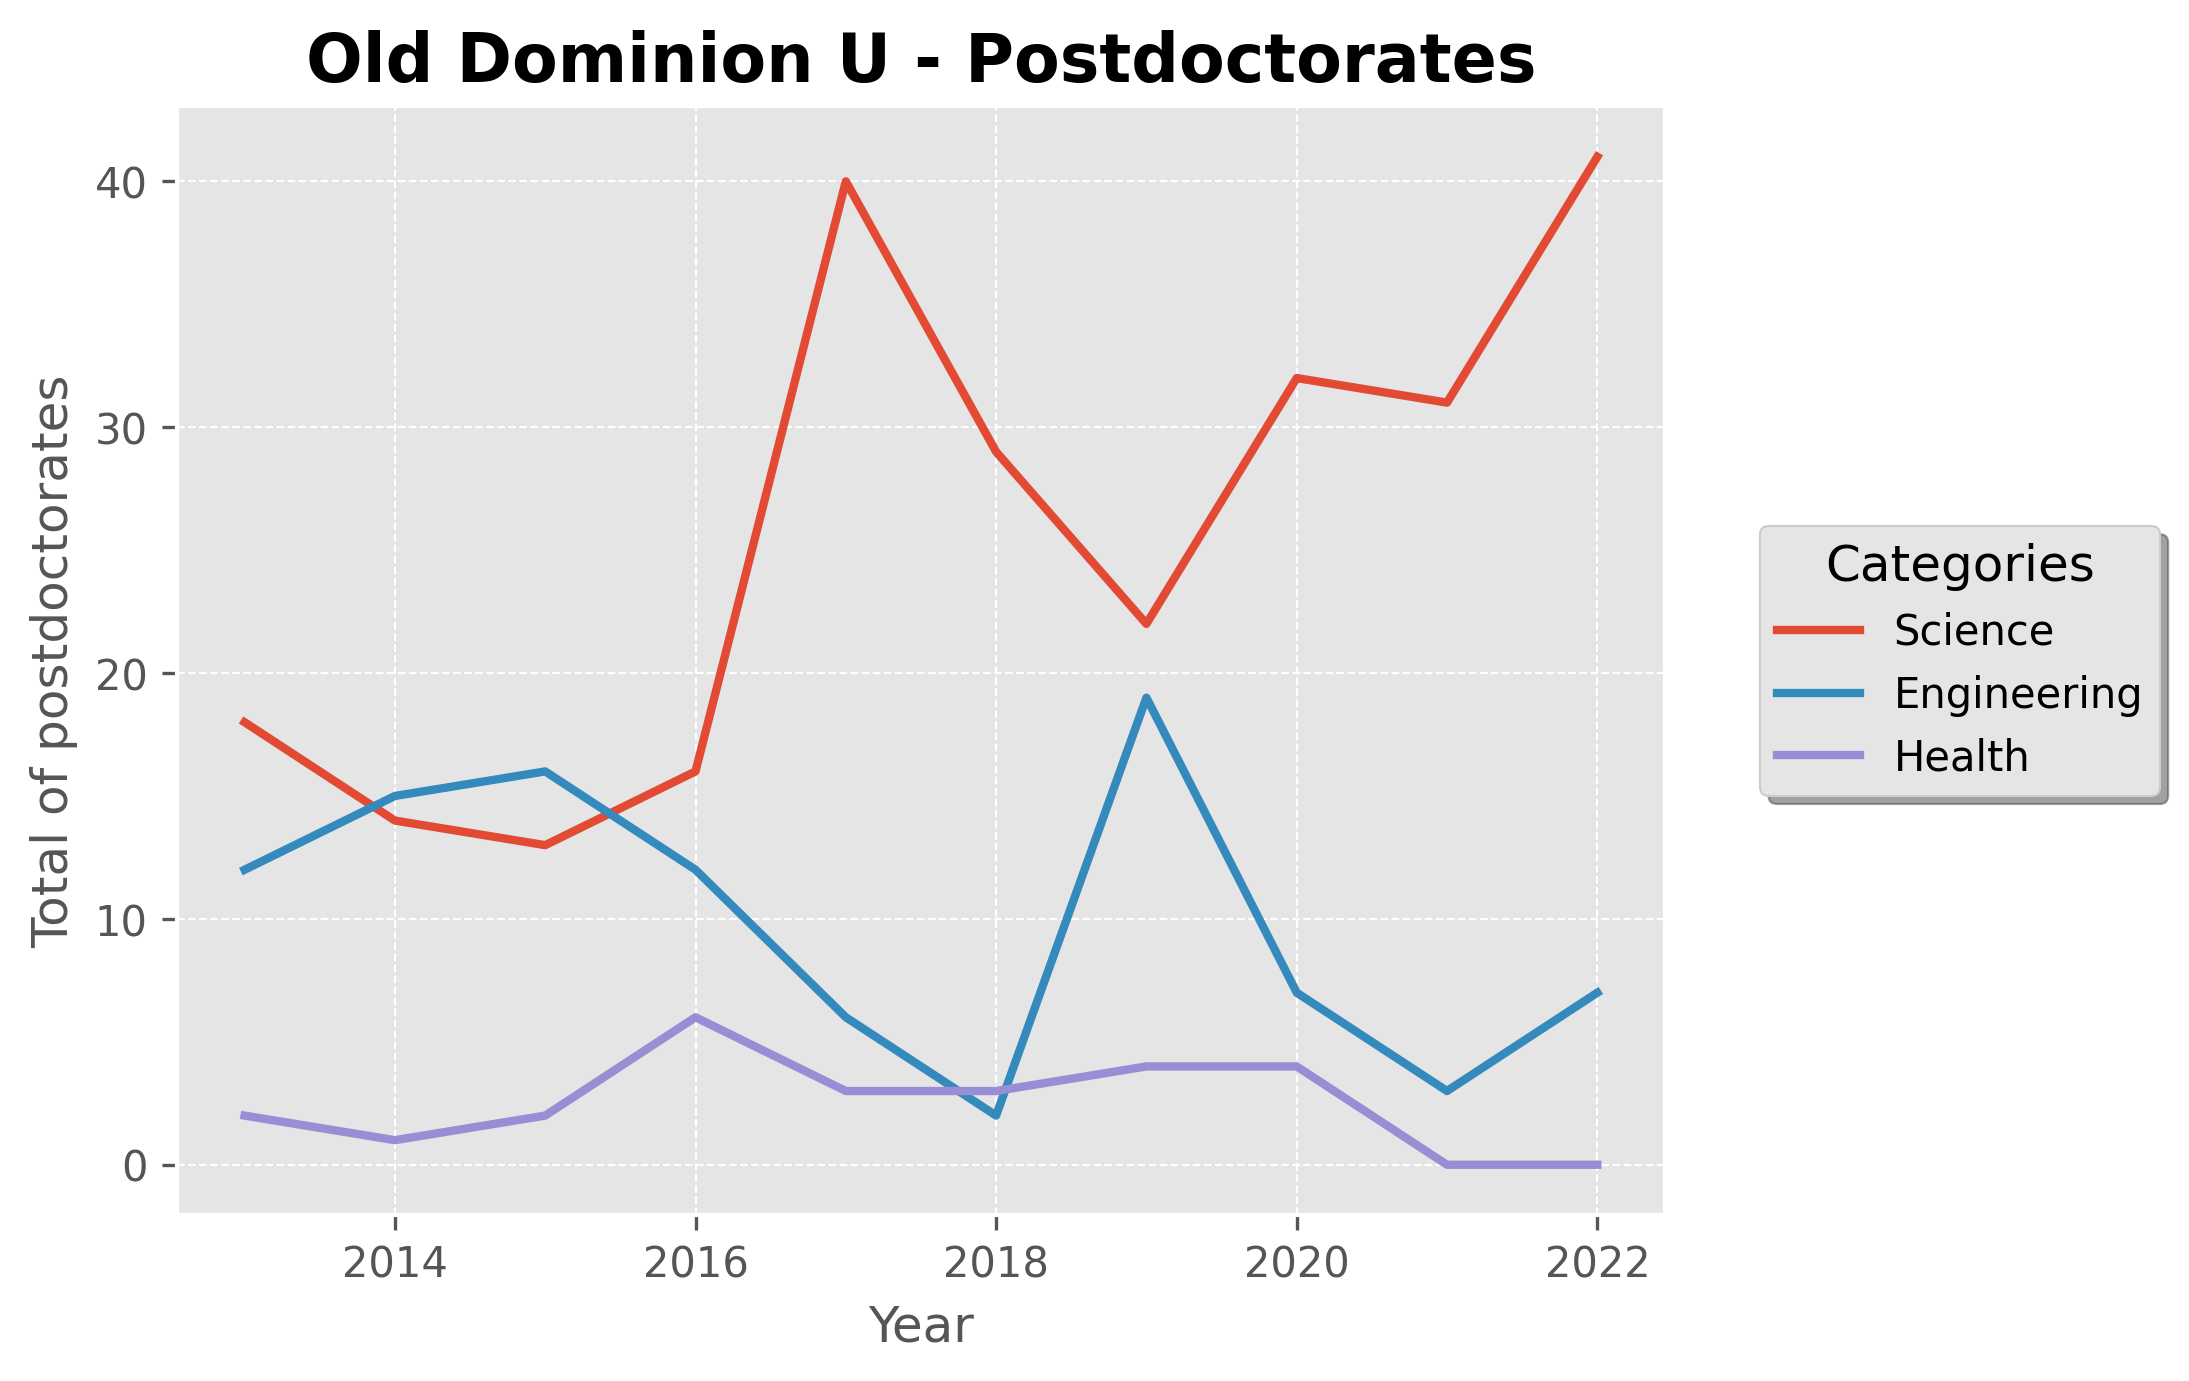 Old Dominion U - Postdoctorates
Total of postdoctorates
40
30
20
10
0
2014
2016
2018
2020
2022
Year
Categories
Science
Engineering
Health